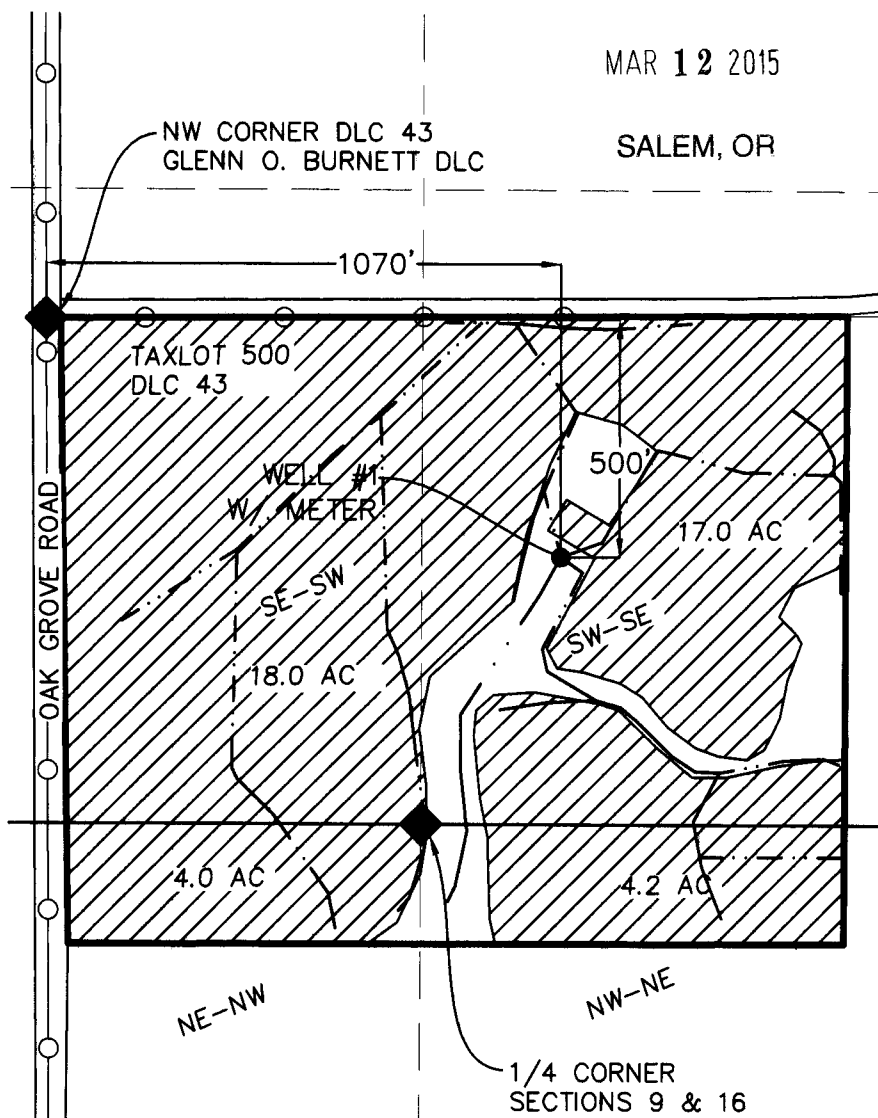 MAR 12 2015
SALEM, OR
NW CORNER DLC 43
GLENN O. BURNETT DLC
1070'
TAXLOT 500
DLC 43
WELL #1
W/ METER
500'
17.0 AC
OAK GROVE ROAD
SE-SW
SW-SE
18.0 AC
4.0 AC
4.2 AC
NE-NW
NW-NE
1/4 CORNER
SECTIONS 9 & 16